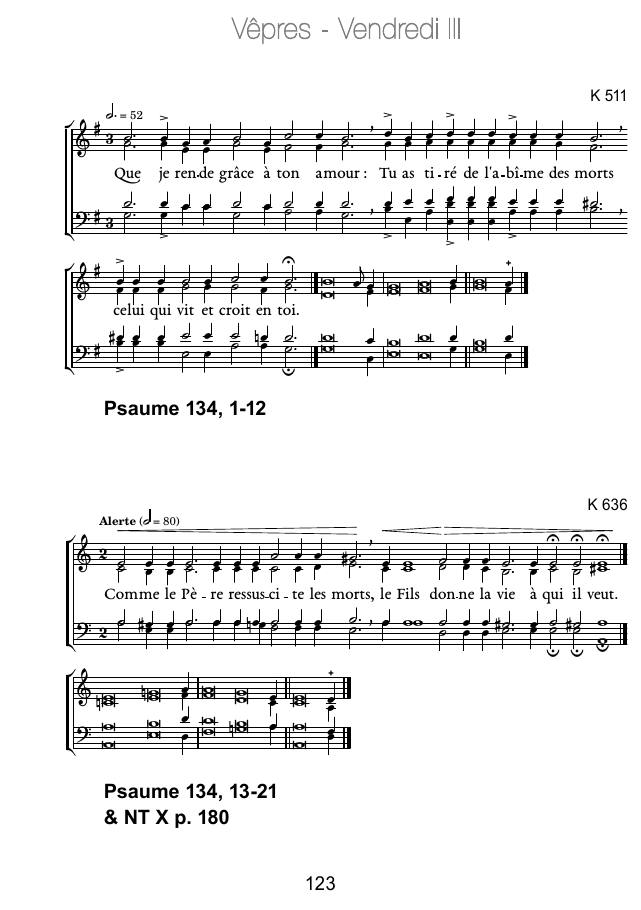 Vêpres - Vendredi III
K 511
= 52
Que je ren-de grâce à ton amour : Tu as ti-ré de l'a-bî-me des morts
celui qui vit et croit en toi.
Psaume 134, 1-12
K 636
Alerte (= 80)
Comme le Pè-re ressus-ci-te les morts, le Fils don-ne la vie à qui il veut.
Psaume 134, 13-21
& NT X p. 180
123